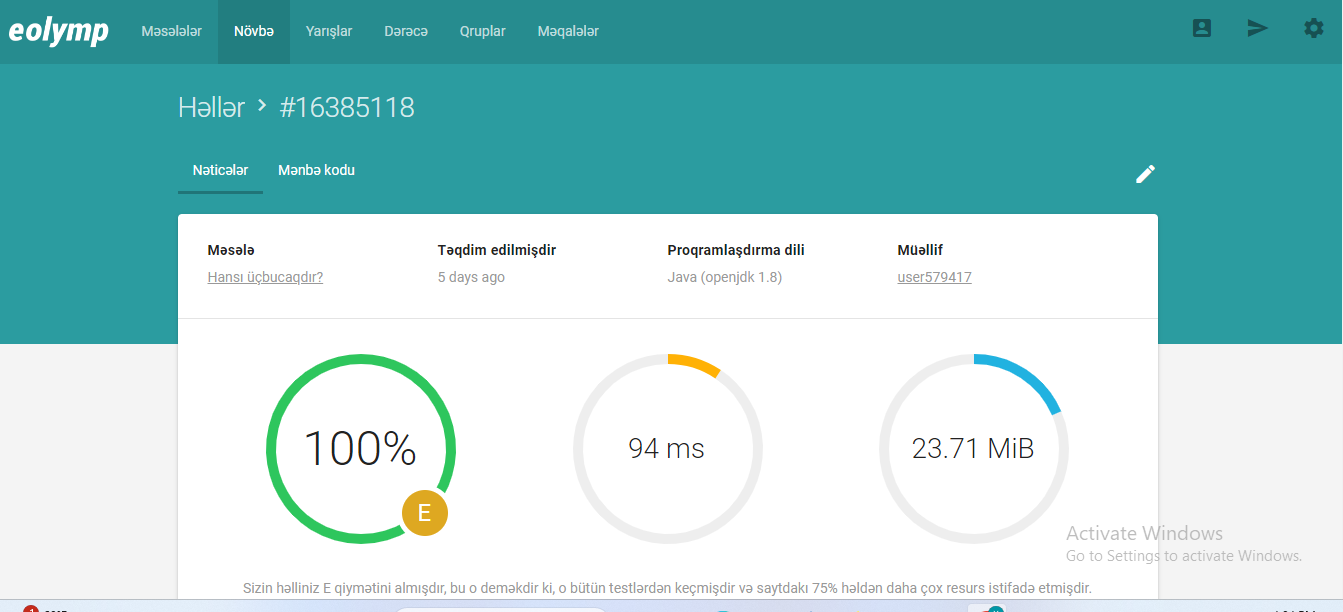 eolymp Məsələlər Növbə Yarışlar Dərəcə Qruplar Məqalələr
Həllər > #16385118
Nəticələr Mənbə kodu
Məsələ Təqdim edilmişdir Proqramlaşdırma dili Müəllif
Hansı üçbucaqdır? 5 days ago Java (openjdk 1.8) user579417
100% 94 ms 23.71 MiB
E
Activate Windows
Go to Settings to activate Windows.
Sizin həlliniz E qiymətini almışdır, bu o deməkdir ki, o bütün testlərdən keçmişdir və saytdakı 75% həldən daha çox resurs istifadə etmişdir.